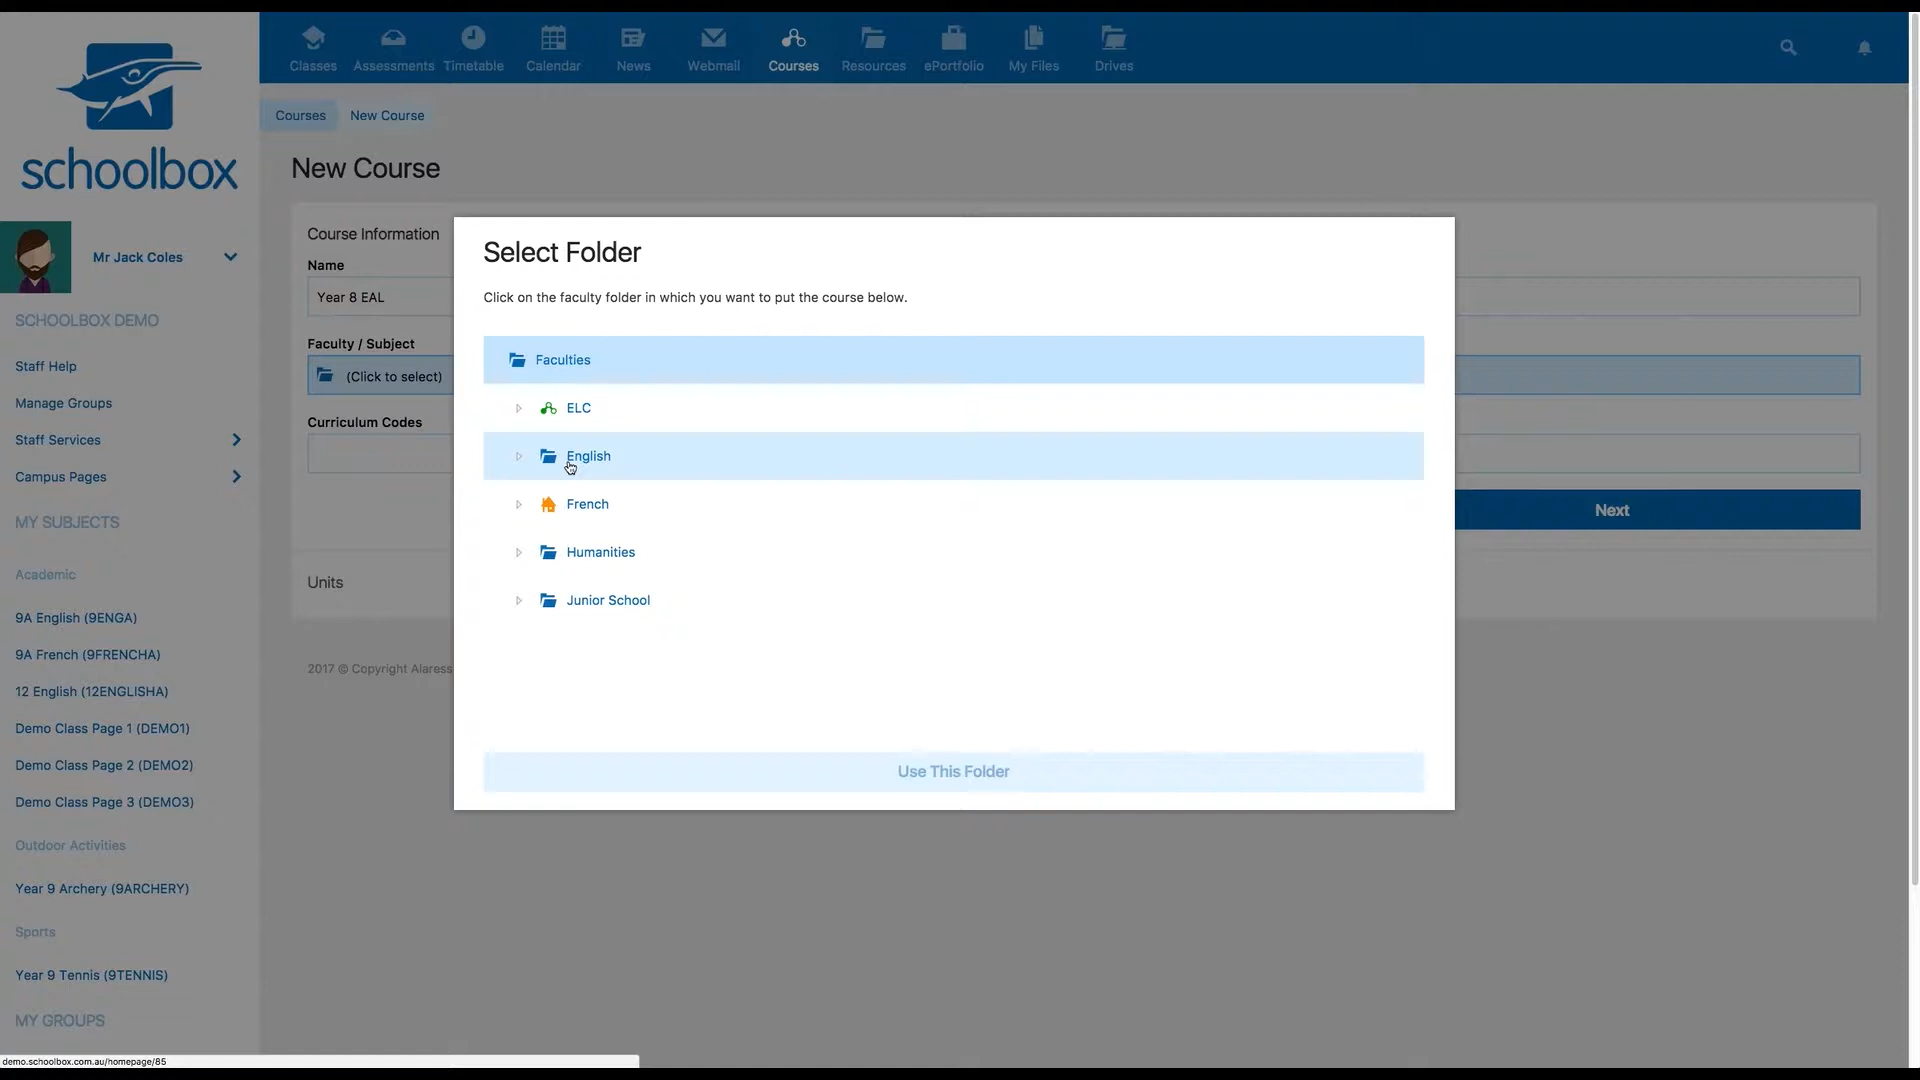 Classes
Assessments
Timetable
Calendar
News
Webmail
Courses
Resources
ePortfolio
My Files
Drives
schoolbox
Mr Jack Coles
SCHOOLBOX DEMO
Staff Help
Manage Groups
Staff Services
Campus Pages
MY SUBJECTS
Academic
9A English (9ENGA)
9A French (9FRENCHA)
12 English (12ENGLISHA)
Demo Class Page 1 (DEMO1)
Demo Class Page 2 (DEMO2)
Demo Class Page 3 (DEMO3)
Outdoor Activities
Year 9 Archery (9ARCHERY)
Sports
Year 9 Tennis (9TENNIS)
MY GROUPS
demo.schoolbox.com.au/homepage/85
Courses
New Course
New Course
Course Information
Name
Year 8 EAL
Faculty / Subject
(Click to select)
Curriculum Codes
Next
Units
2017 © Copyright Alaress
Select Folder
Click on the faculty folder in which you want to put the course below.
Faculties
ELC
English
French
Humanities
Junior School
Use This Folder